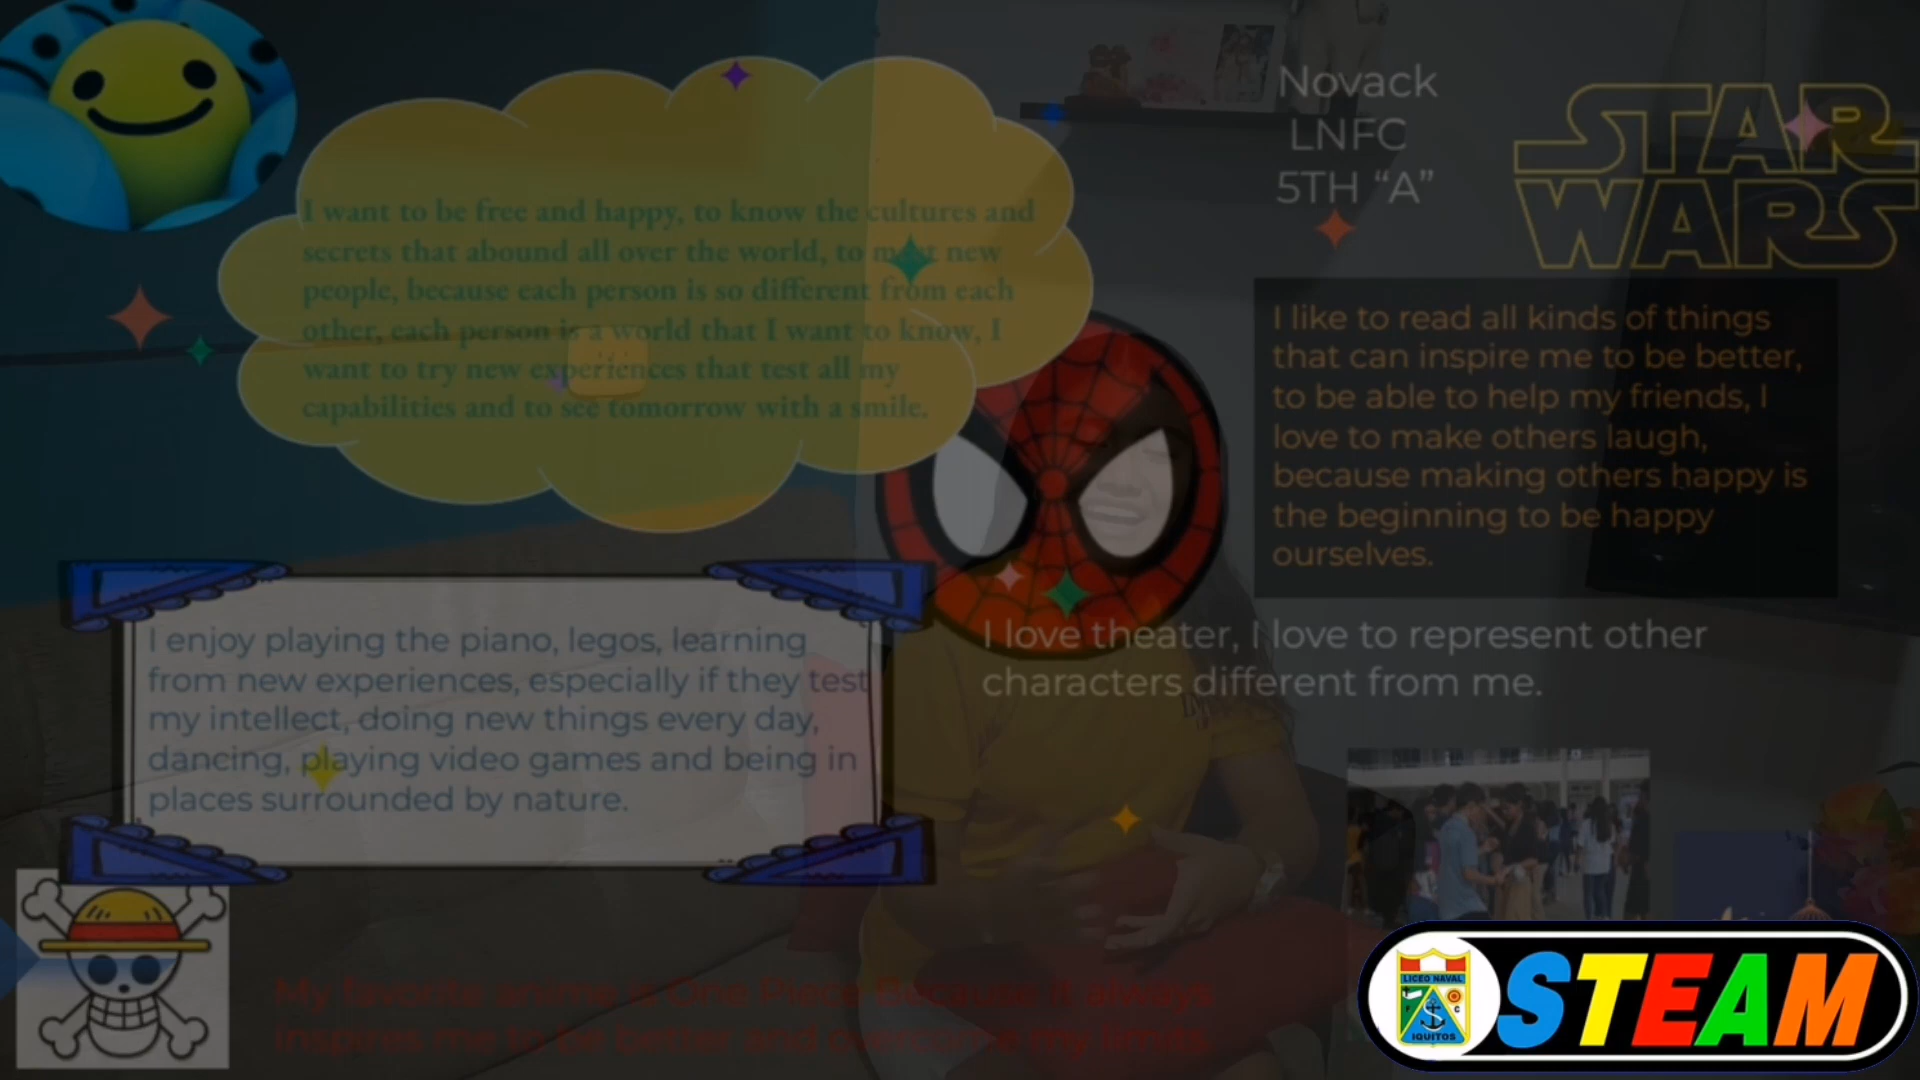 Novack
LNFC
5TH “A”
STAR
WARS
I want to be free and happy, to know the cultures and
secrets that abound all over the world, to meet new
people, because each person is so different from each
other, each person is a world that I want to know, I
want to try new experiences that test all my
capabilities and to see tomorrow with a smile.
I like to read all kinds of things
that can inspire me to be better,
to be able to help my friends, I
love to make others laugh,
because making others happy is
the beginning to be happy
ourselves.
I enjoy playing the piano, legos, learning
from new experiences, especially if they test
my intellect, doing new things every day,
dancing, playing video games and being in
places surrounded by nature.
I love theater, I love to represent other
characters different from me.
My favorite anime is One Piece Because it always
inspires me to be better and overcome my limits.
LICEO NAVAL
F C
IQUITOS
STEAM